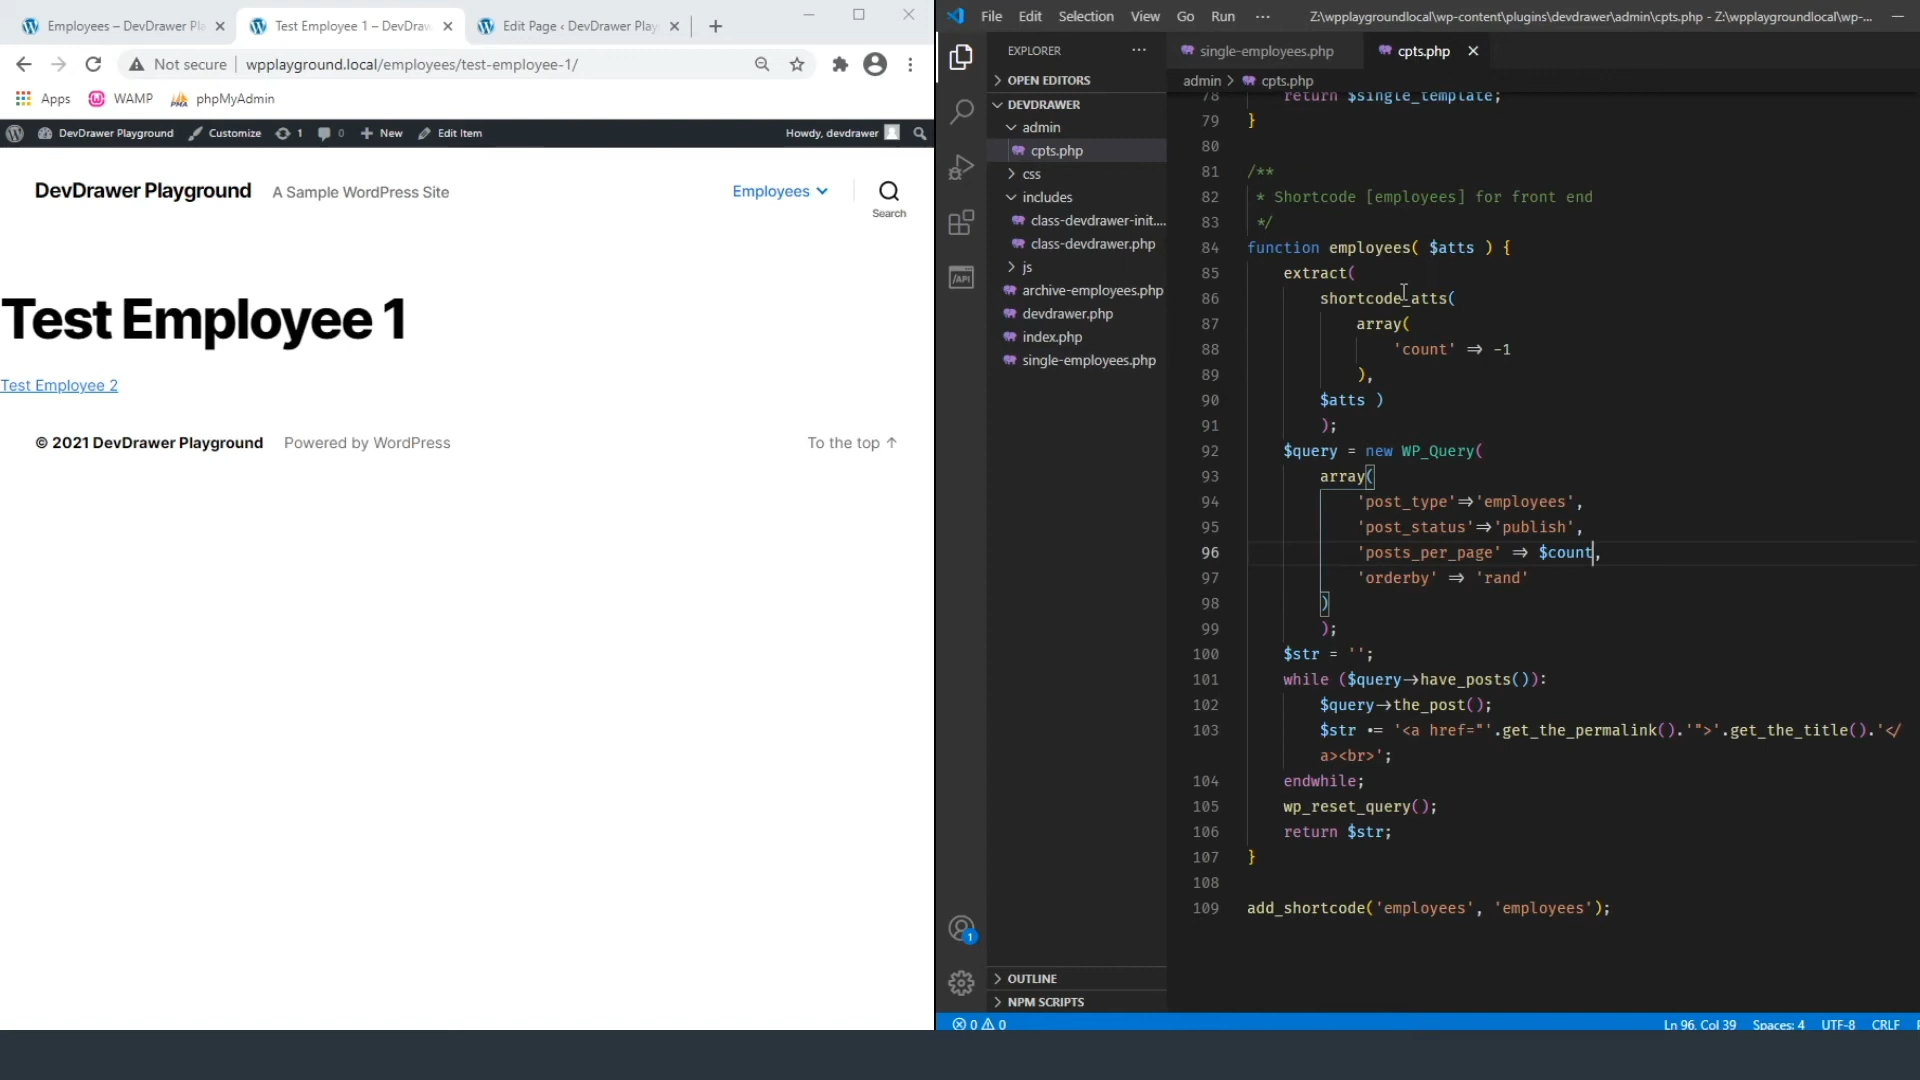 Employees – DevDrawer Pl
Test Employee 1 – DevDraw
Edit Page ‹ DevDrawer Play
Not secure
wpplayground.local/employees/test-employee-1/
Apps
WAMP
phpMyAdmin
DevDrawer Playground
Customize
1
0
New
Edit Item
Howdy, devdrawer
DevDrawer Playground
A Sample WordPress Site
Employees
Search
Test Employee 1
Test Employee 2
© 2021 DevDrawer Playground
Powered by WordPress
To the top ↑
File Edit Selection View Go Run ···
Z:\wpplaygroundlocal\wp-content\plugins\devdrawer\admin\cpts.php - Z:\wpplaygroundlocal\wp-...
EXPLORER
OPEN EDITORS
DEVDRAWER
admin
cpts.php
css
includes
class-devdrawer-init....
class-devdrawer.php
js
archive-employees.php
devdrawer.php
index.php
single-employees.php
/API
1
OUTLINE
NPM SCRIPTS
single-employees.php
cpts.php
admin > cpts.php
78 return $single_template;
79 }
80
81 /**
82 * Shortcode [employees] for front end
83 */
84 function employees( $atts ) {
85 extract(
86 shortcode_atts(
87 array(
88 'count' => -1
89 ),
90 $atts )
91 );
92 $query = new WP_Query(
93 array(
94 'post_type'=>'employees',
95 'post_status'=>'publish',
96 'posts_per_page' => $count,
97 'orderby' => 'rand'
98 )
99 );
100 $str = '';
101 while ($query->have_posts()):
102 $query->the_post();
103 $str .= '<a href="'.get_the_permalink().'">'.get_the_title().'</
a><br>';
104 endwhile;
105 wp_reset_query();
106 return $str;
107 }
108
109 add_shortcode('employees', 'employees');
0 0
Ln 96, Col 39
Spaces: 4
UTF-8
CRLF